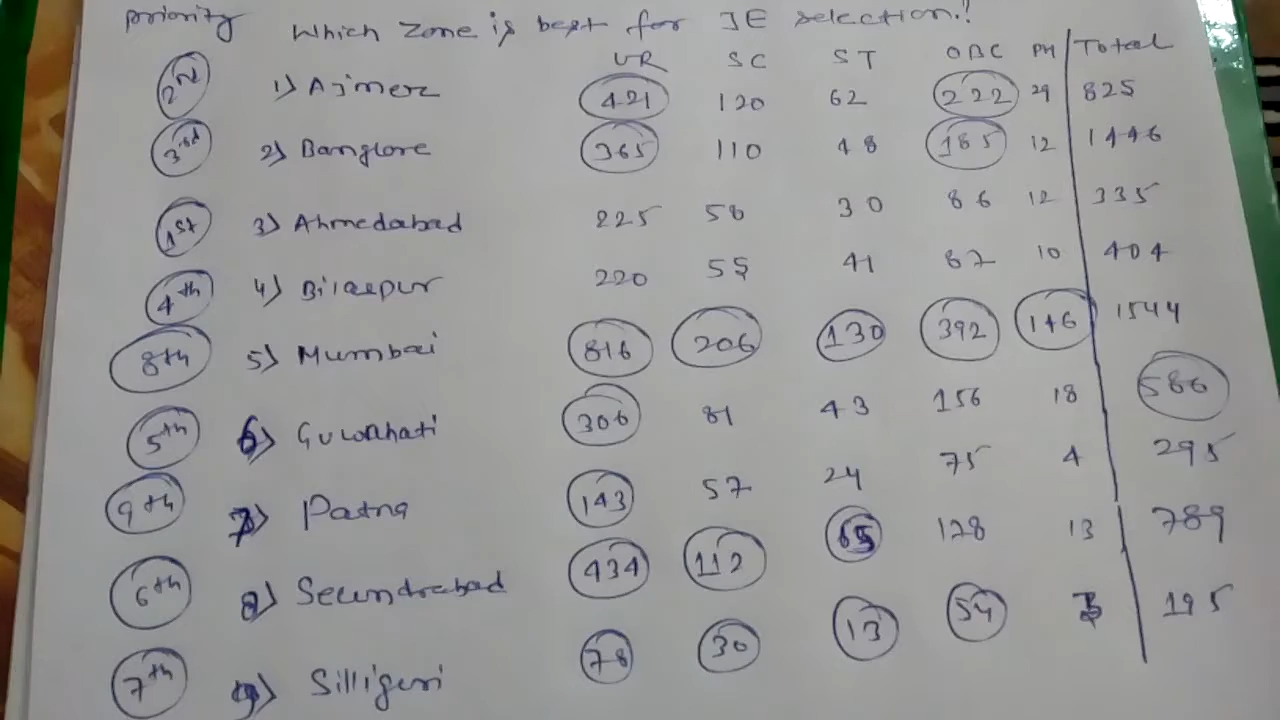 priority Which zone is best for JE selection.!
UR SC ST OBC PH Total
2nd 1) Ajmer 421 120 62 222 29 825
3rd 2) Banglore 365 110 48 185 12 1446
1st 3) Ahmedabad 225 58 30 86 12 335
4th 4) Bilaspur 220 55 41 87 10 404
8th 5) Mumbai 816 206 130 392 146 1544
5th 6) Guwahati 306 81 43 156 18 586
9th 7) Patna 143 57 24 75 4 295
6th 8) Secundrabad 434 112 65 178 13 789
7th 9) Silliguri 78 30 13 54 195